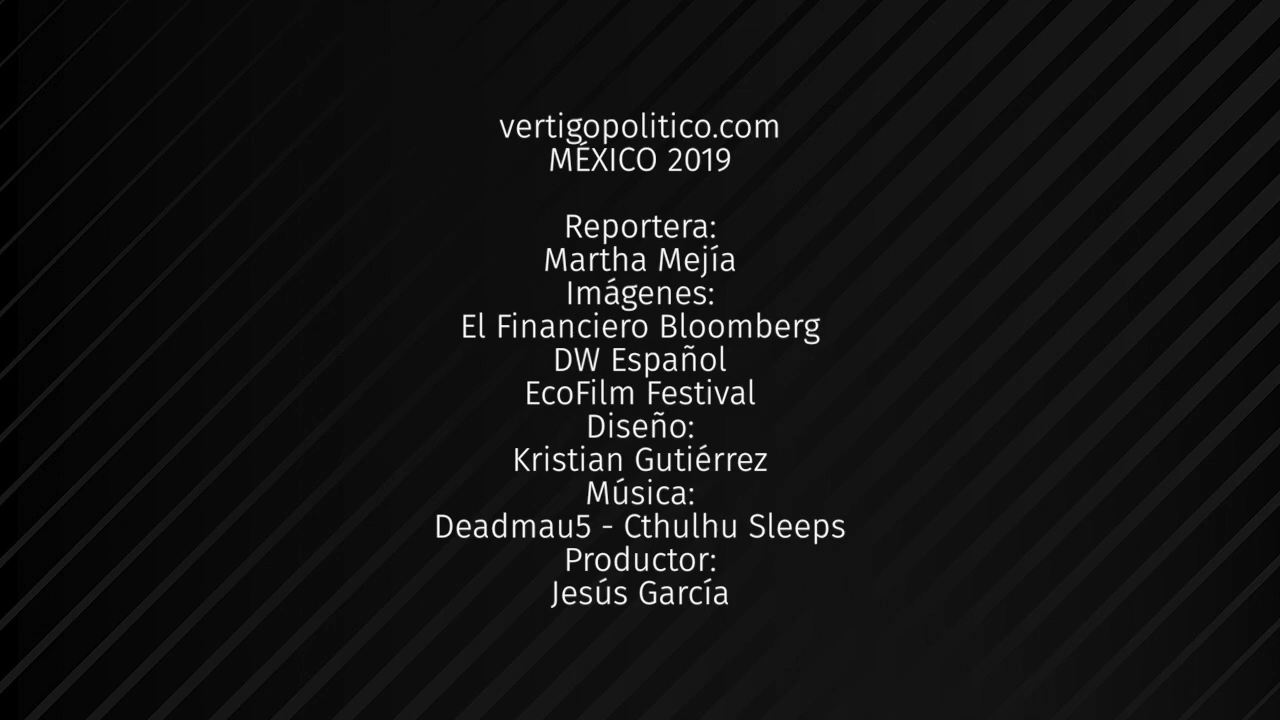 vertigopolitico.com
MÉXICO 2019
Reportera:
Martha Mejía
Imágenes:
El Financiero Bloomberg
DW Español
EcoFilm Festival
Diseño:
Kristian Gutiérrez
Música:
Deadmau5 - Cthulhu Sleeps
Productor:
Jesús García